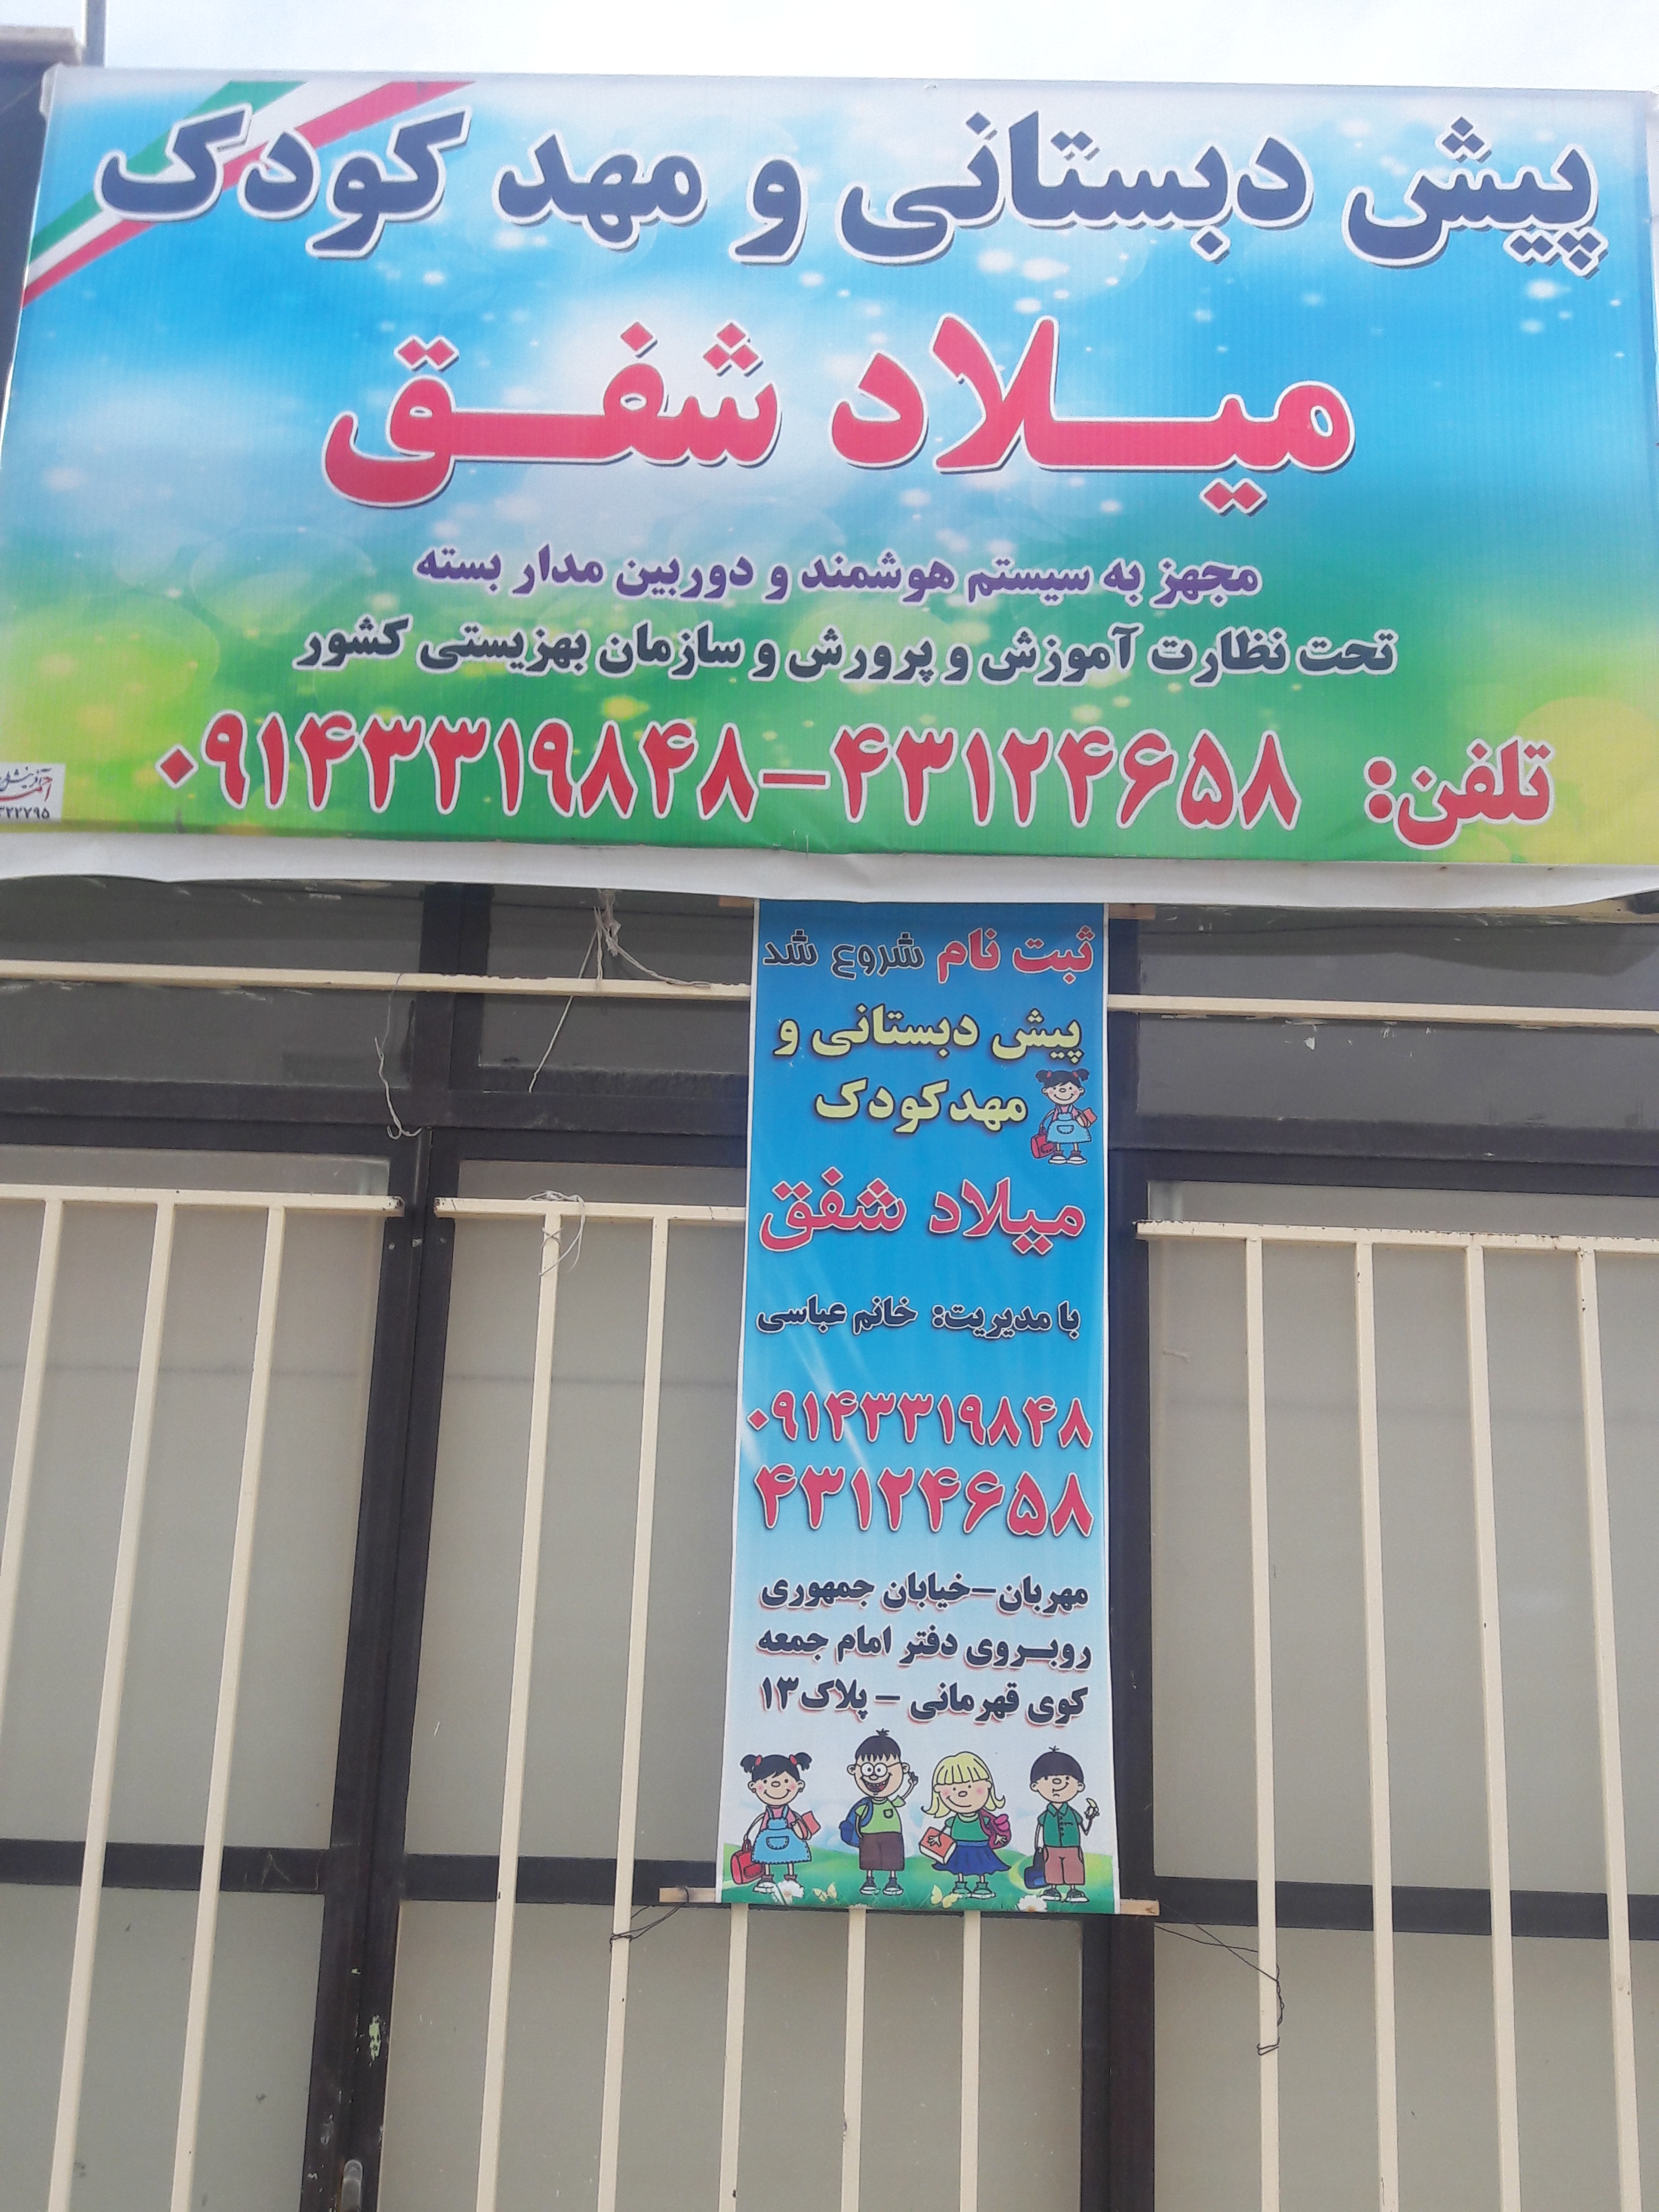 پیش دبستانی و مهد کودک
میلاد شفق
مجهز به سیستم هوشمند و دوربین مدار بسته
تحت نظارت آموزش و پرورش و سازمان بهزیستی کشور
تلفن: ۴۳۱۲۴۶۵۸-۰۹۱۴۳۳۱۹۸۴۸
۳۲۲۷۹۵
ثبت نام شروع شد
پیش دبستانی و
مهدکودک
میلاد شفق
با مدیریت: خانم عباسی
۰۹۱۴۳۳۱۹۸۴۸
۴۳۱۲۴۶۵۸
مهربان-خیابان جمهوری
روبروی دفتر امام جمعه
کوی قهرمانی - پلاک ۱۳